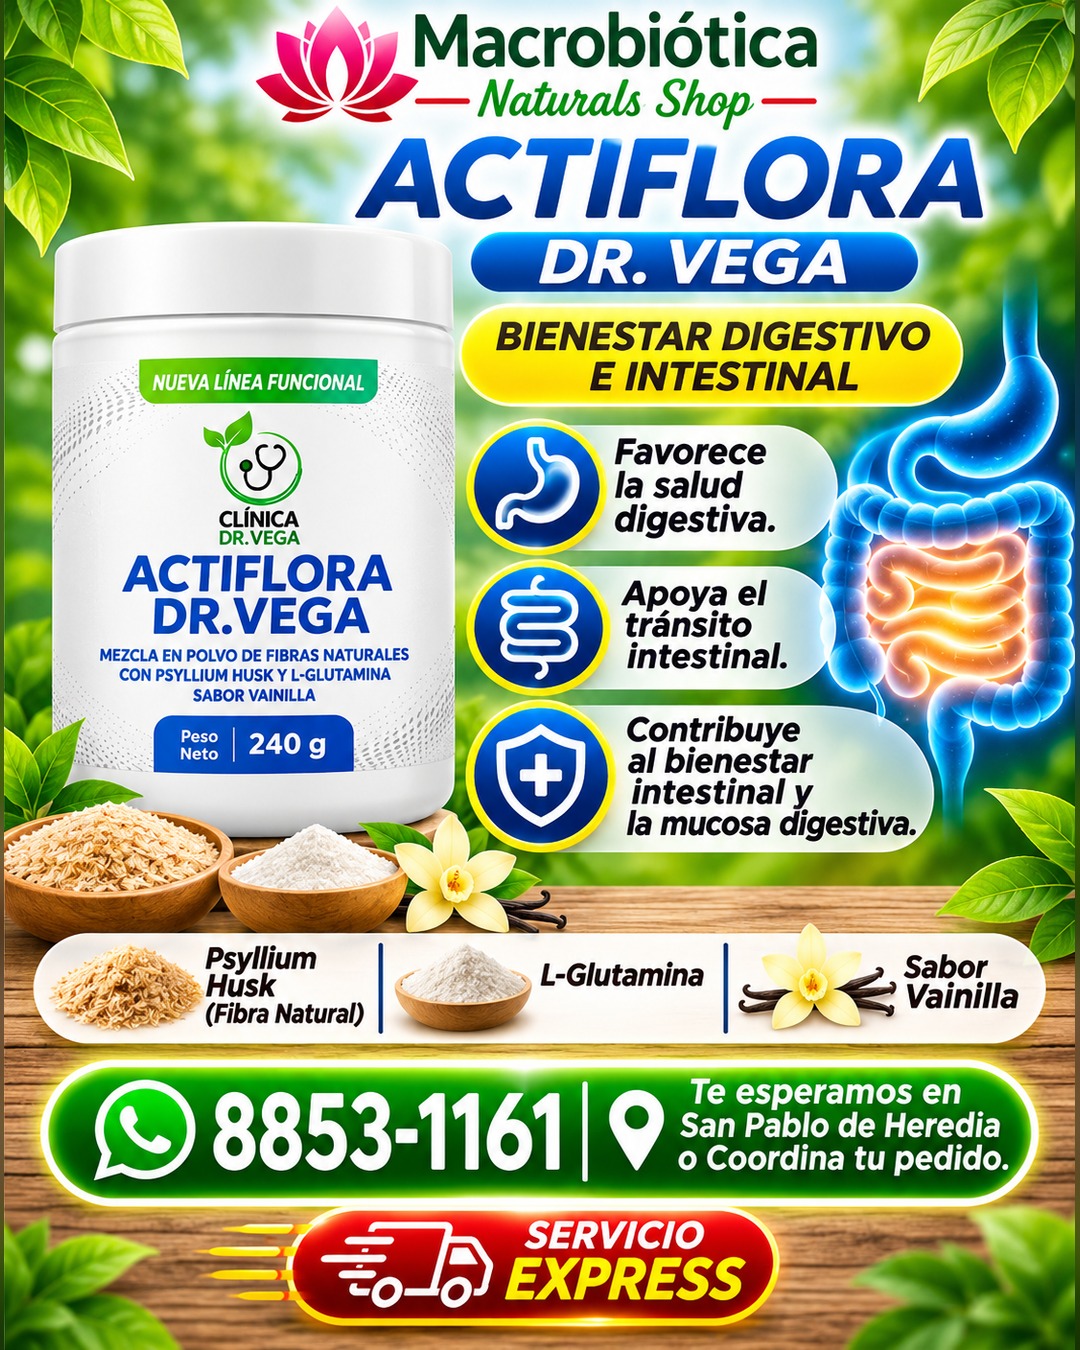 Macrobiótica
Naturals Shop
ACTIFLORA
DR. VEGA
BIENESTAR DIGESTIVO
E INTESTINAL
NUEVA LÍNEA FUNCIONAL
CLÍNICA
DR.VEGA
ACTIFLORA
DR.VEGA
MEZCLA EN POLVO DE FIBRAS NATURALES
CON PSYLLIUM HUSK Y L-GLUTAMINA
SABOR VAINILLA
Peso
Neto
240 g
Favorece
la salud
digestiva.
Apoya el
tránsito
intestinal.
Contribuye
al bienestar
intestinal y
la mucosa digestiva.
Psyllium
Husk
(Fibra Natural)
L-Glutamina
Sabor
Vainilla
8853-1161
Te esperamos en
San Pablo de Heredia
o Coordina tu pedido.
SERVICIO
EXPRESS